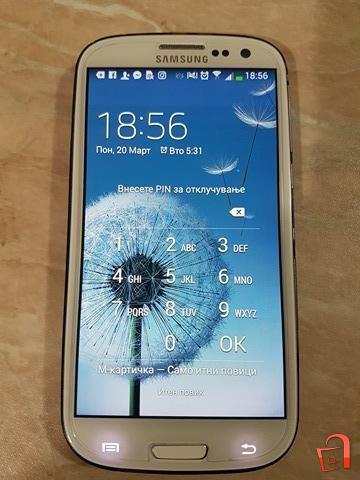 SAMSUNG
18:56
18:56
Пон, 20 Март Вто 5:31
Внесете PIN за отклучување
1 2 ABC 3 DEF
4 GHI 5 JKL 6 MNO
7 PQRS 8 TUV 9 WXYZ
0 OK
М-картичка — Само итни повици
Итен повик